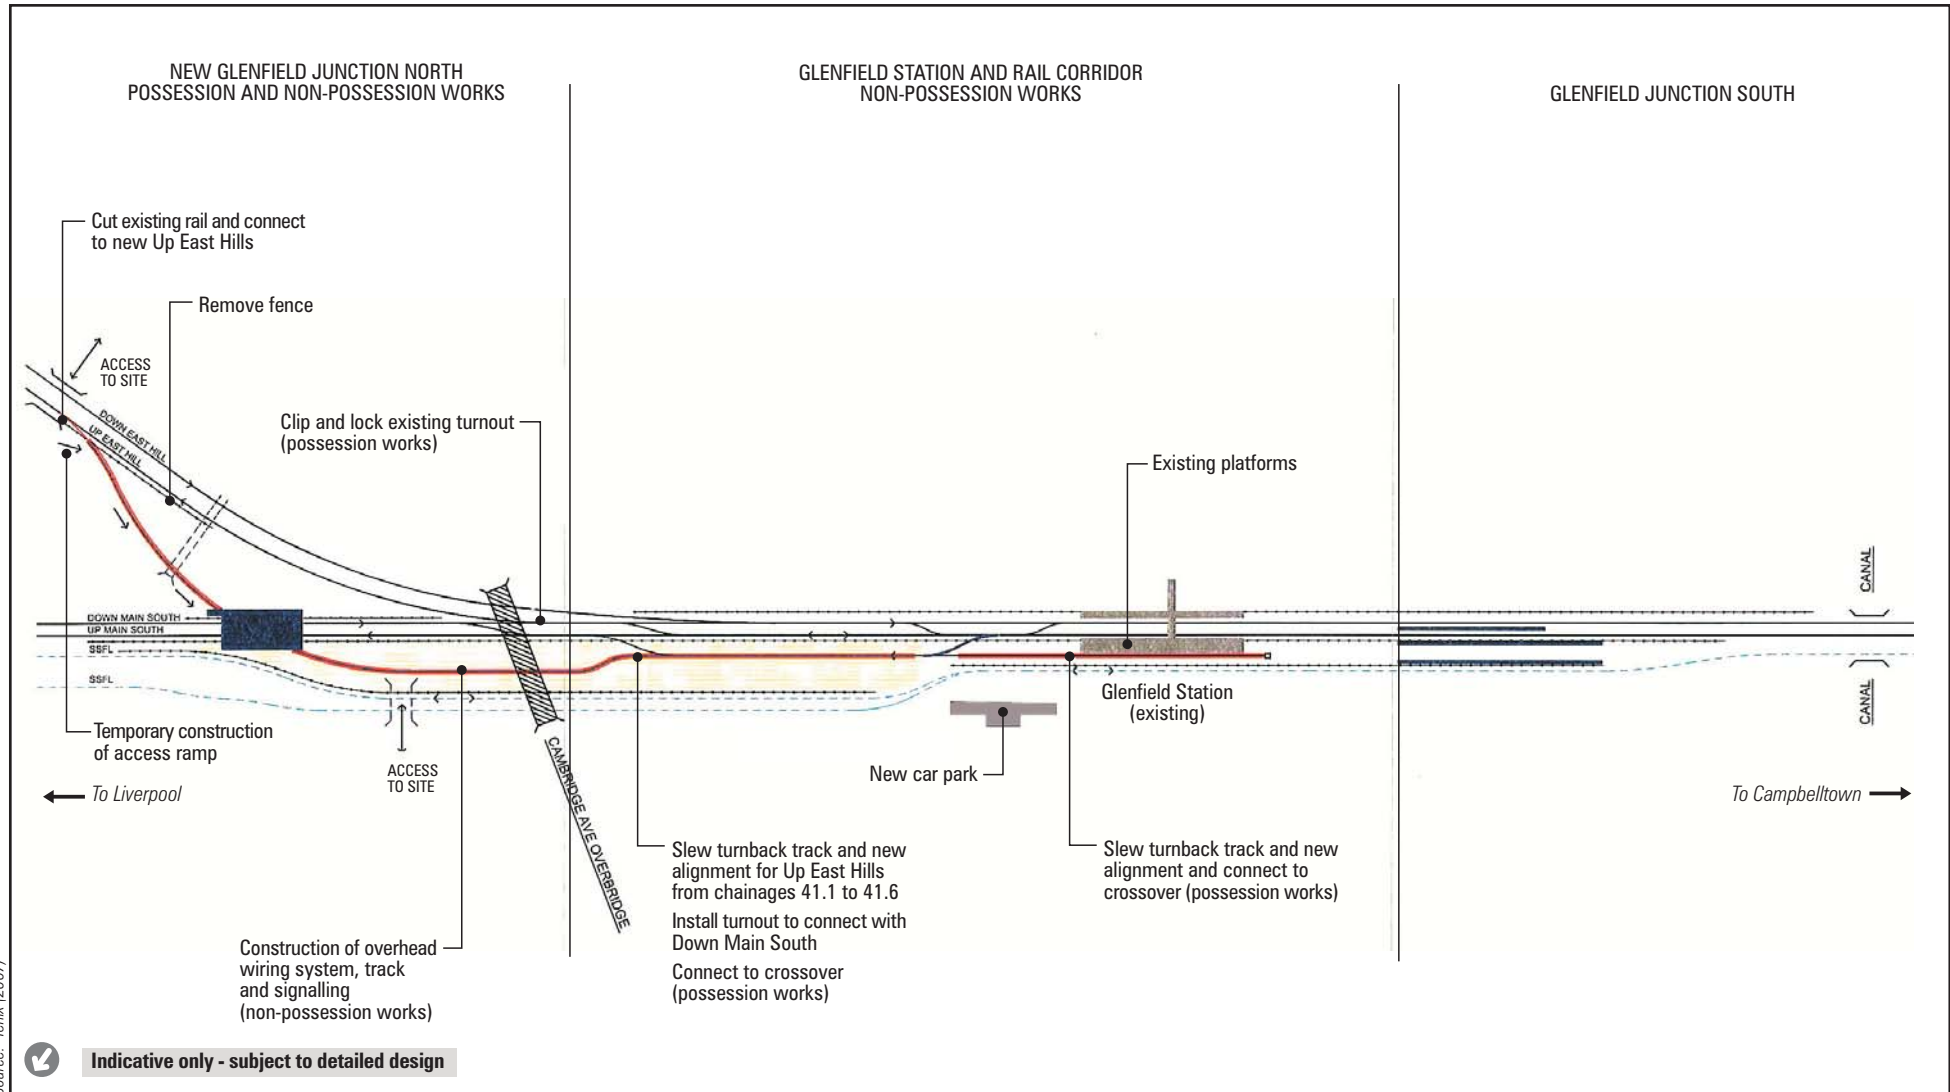 NEW GLENFIELD JUNCTION NORTH
POSSESSION AND NON-POSSESSION WORKS
GLENFIELD STATION AND RAIL CORRIDOR
NON-POSSESSION WORKS
GLENFIELD JUNCTION SOUTH
Cut existing rail and connect
to new Up East Hills
Remove fence
ACCESS
TO SITE
DOWN EAST HILL
UP EAST HILL
Clip and lock existing turnout
(possession works)
Existing platforms
CANAL
DOWN MAIN SOUTH
UP MAIN SOUTH
SSFL
SSFL
Glenfield Station
(existing)
CANAL
Temporary construction
of access ramp
ACCESS
TO SITE
CAMBRIDGE AVE OVERBRIDGE
New car park
To Liverpool
To Campbelltown
Slew turnback track and new
alignment for Up East Hills
from chainages 41.1 to 41.6
Install turnout to connect with
Down Main South
Connect to crossover
(possession works)
Slew turnback track and new
alignment and connect to
crossover (possession works)
Construction of overhead
wiring system, track
and signalling
(non-possession works)
Indicative only - subject to detailed design